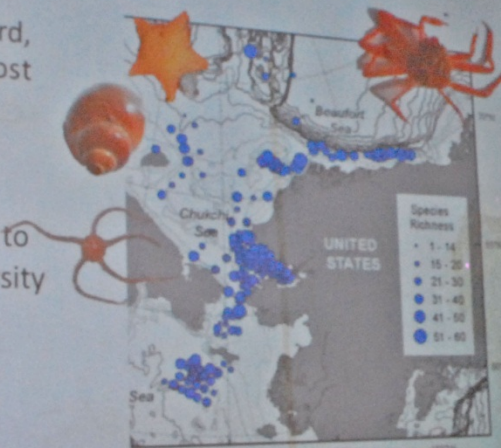 rd,
ost
to
sity
Beaufort
Sea
Chukchi
Sea
UNITED
STATES
Sea
Species
Richness
1 - 14
15 - 20
21 - 30
31 - 40
41 - 50
51 - 60